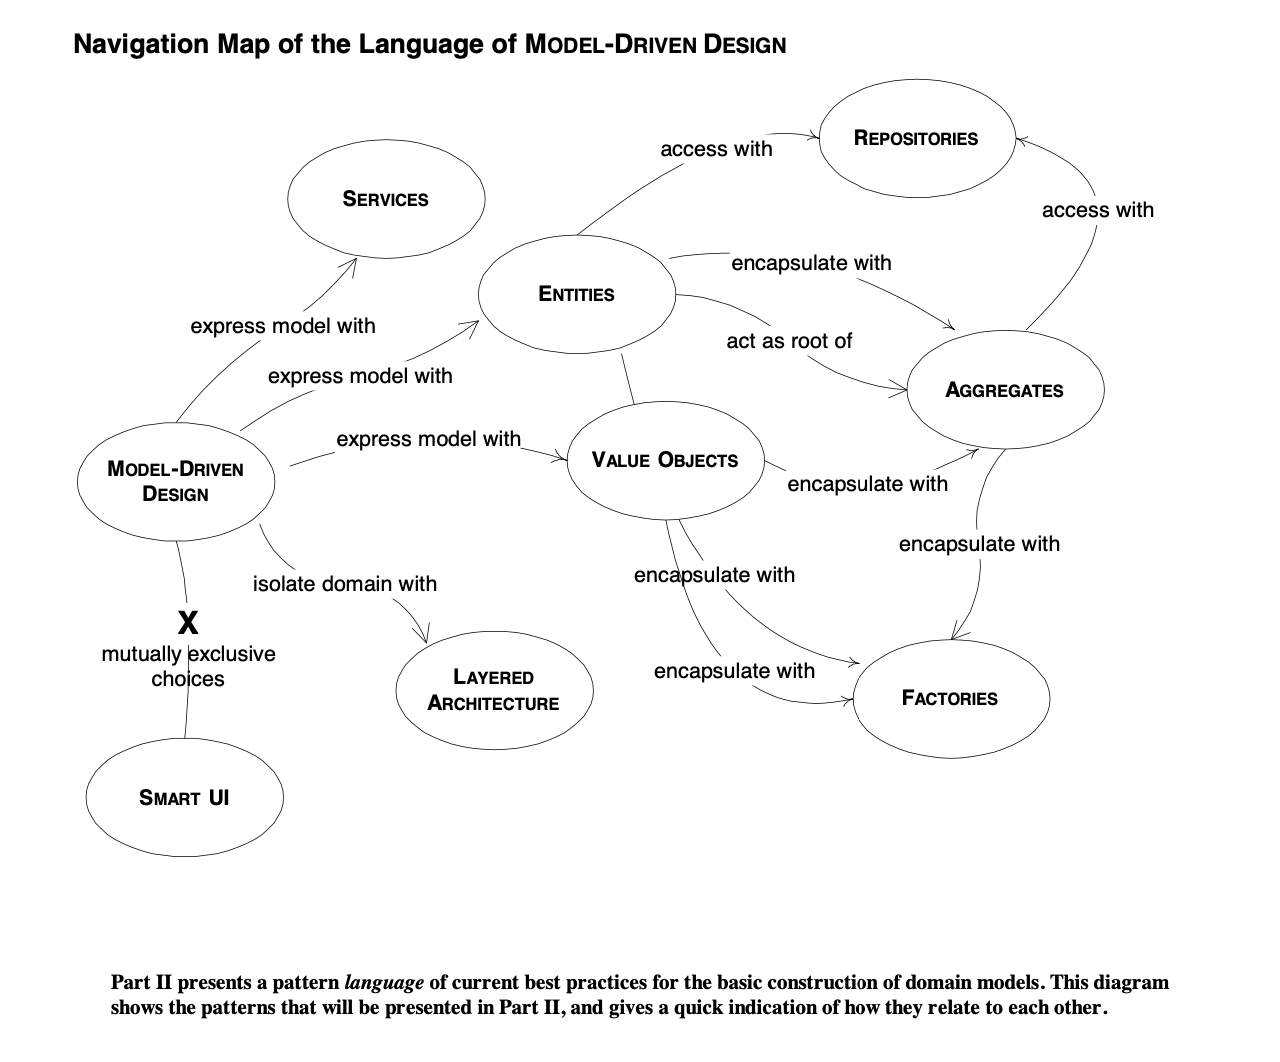 Navigation Map of the Language of MODEL-DRIVEN DESIGN
REPOSITORIES
access with
SERVICES
access with
encapsulate with
ENTITIES
express model with
act as root of
express model with
AGGREGATES
express model with
VALUE OBJECTS
MODEL-DRIVEN
DESIGN
encapsulate with
encapsulate with
encapsulate with
isolate domain with
X
mutually exclusive
choices
encapsulate with
LAYERED
ARCHITECTURE
FACTORIES
SMART UI
Part II presents a pattern language of current best practices for the basic construction of domain models. This diagram
shows the patterns that will be presented in Part II, and gives a quick indication of how they relate to each other.